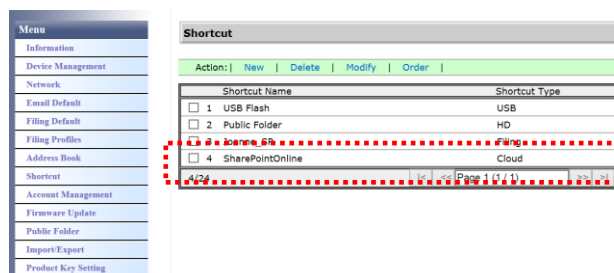 Menu
Information
Device Management
Network
Email Default
Filing Default
Filing Profiles
Address Book
Shortcut
Account Management
Firmware Update
Public Folder
Import/Export
Product Key Setting
Shortcut
Action: | New | Delete | Modify | Order |
Shortcut Name Shortcut Type
1 USB Flash USB
2 Public Folder HD
3 Filing
4 SharePointOnline Cloud
4/24 |< << Page 1 (1 / 1) >> >|